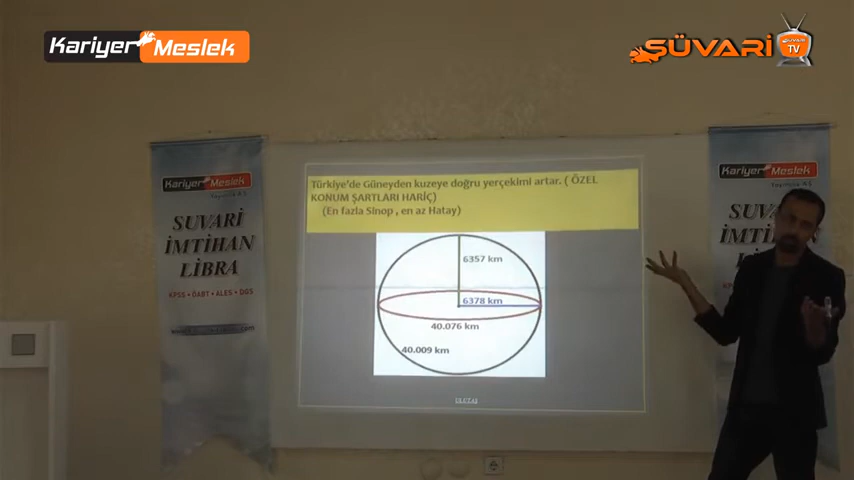 Kariyer Meslek
SÜVARİ
SUVARİ
TV
Türkiye'de Güneyden kuzeye doğru yerçekimi artar. ( ÖZEL
KONUM ŞARTLARI HARİÇ)
(En fazla Sinop , en az Hatay)
6357 km
6378 km
40.076 km
40.009 km
Kariyer Meslek
SUVARİ
İMTİHAN
LİBRA
KPSS • ÖABT • ALES • DGS
Kariyer Meslek